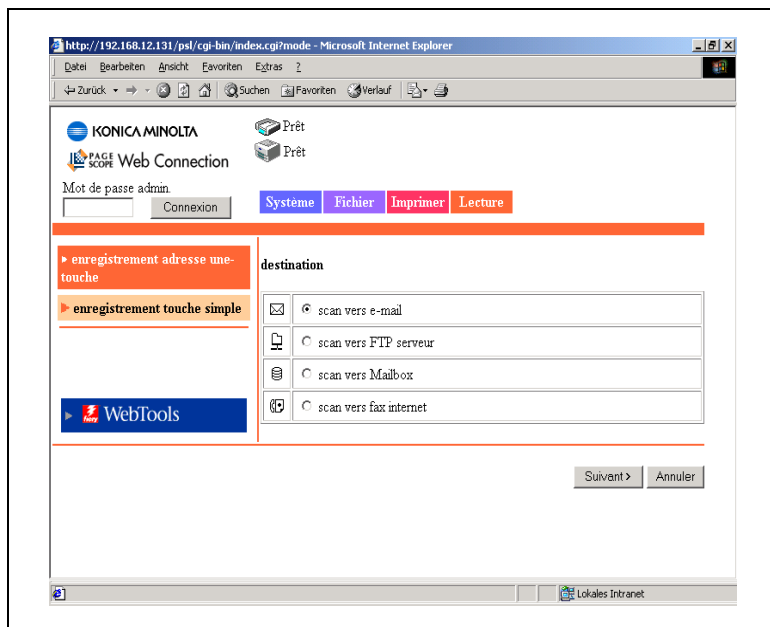 http://192.168.12.131/psl/cgi-bin/index.cgi?mode - Microsoft Internet Explorer
Datei Bearbeiten Ansicht Favoriten Extras ?
Zurück Suchen Favoriten Verlauf
KONICA MINOLTA
Prêt
PAGE SCOPE Web Connection
Prêt
Mot de passe admin.
Connexion
Système Fichier Imprimer Lecture
enregistrement adresse une-
touche
enregistrement touche simple
destination
scan vers e-mail
scan vers FTP serveur
scan vers Mailbox
scan vers fax internet
fiery WebTools
Suivant >
Annuler
Lokales Intranet